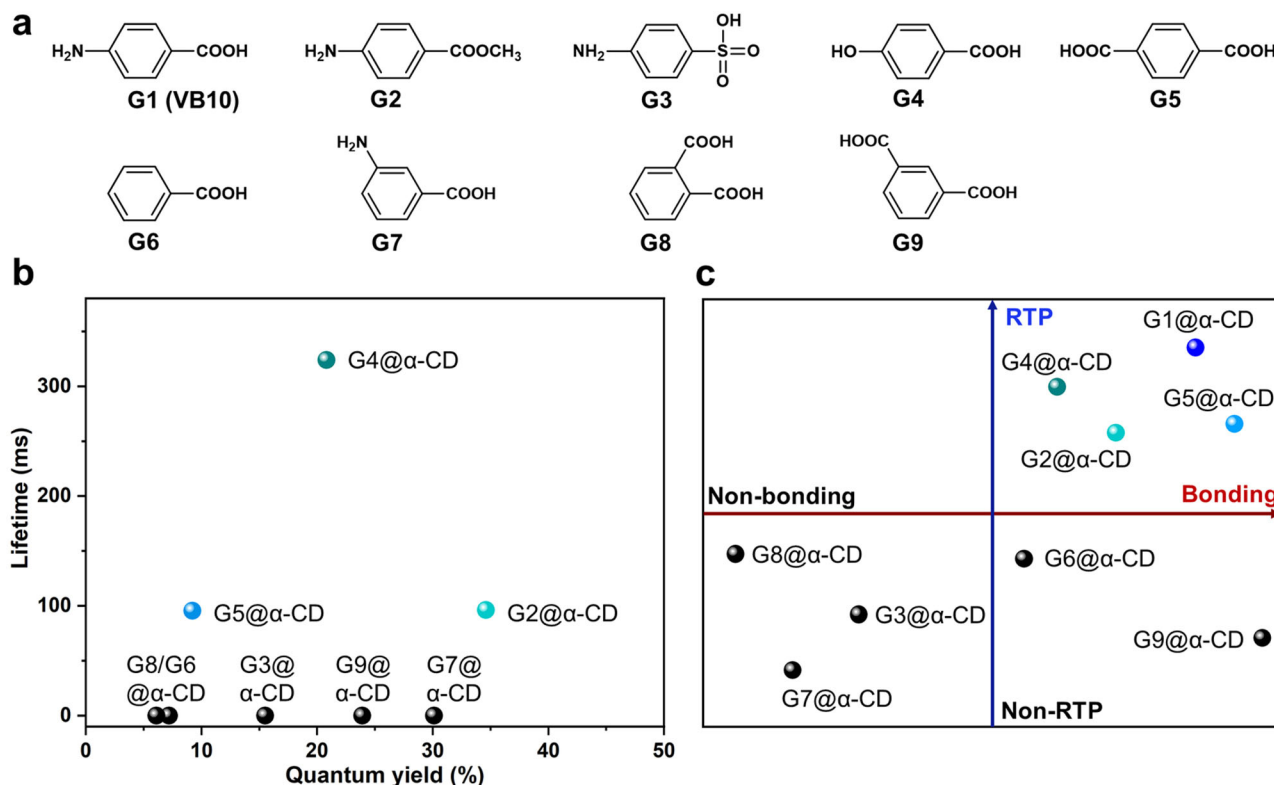 a
H₂N COOH
G1 (VB10)
H₂N COOCH₃
G2
H₂N OH
S O
O
G3
HO COOH
G4
HOOC COOH
G5
COOH
G6
H₂N
COOH
G7
COOH
COOH
G8
HOOC
COOH
G9
b
Lifetime (ms)
300
200
100
0
G4@α-CD
G5@α-CD
G2@α-CD
G8/G6 G3@ G9@ G7@
@α-CD α-CD α-CD α-CD
0 10 20 30 40 50
Quantum yield (%)
c
RTP
G1@α-CD
G4@α-CD
G5@α-CD
G2@α-CD
Non-bonding Bonding
G8@α-CD
G6@α-CD
G3@α-CD
G9@α-CD
G7@α-CD
Non-RTP